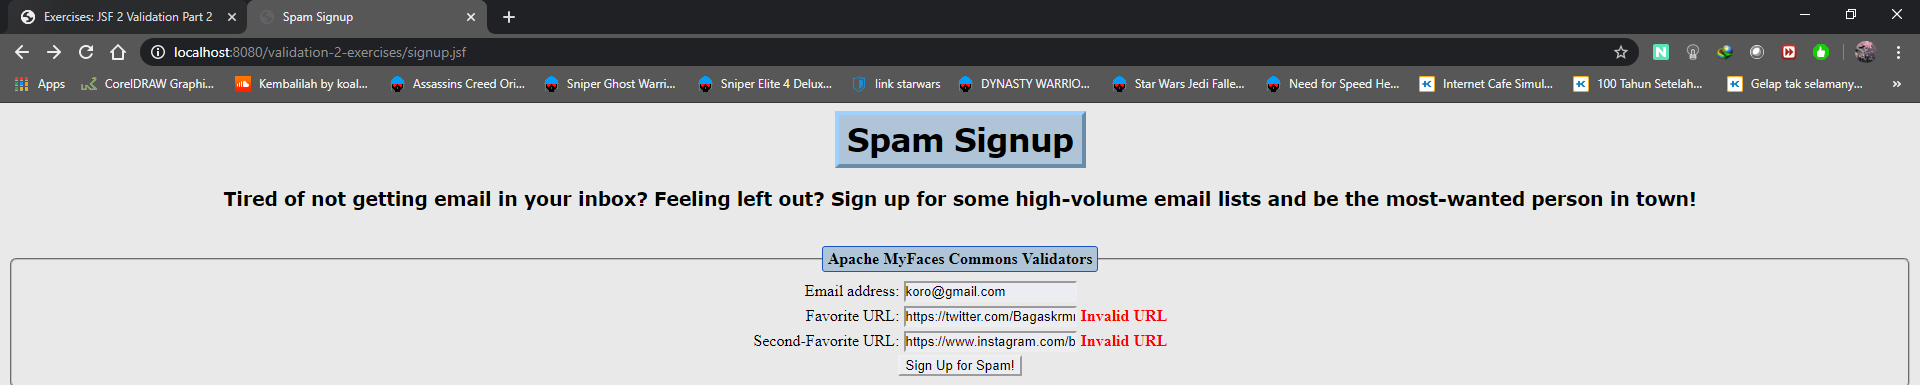 Exercises: JSF 2 Validation Part 2
Spam Signup
localhost:8080/validation-2-exercises/signup.jsf
Apps CorelDRAW Graphi... Kembalilah by koal... Assassins Creed Ori... Sniper Ghost Warri... Sniper Elite 4 Delux... link starwars DYNASTY WARRIO... Star Wars Jedi Falle... Need for Speed He... Internet Cafe Simul... 100 Tahun Setelah... Gelap tak selamany... »
Spam Signup
Tired of not getting email in your inbox? Feeling left out? Sign up for some high-volume email lists and be the most-wanted person in town!
Apache MyFaces Commons Validators
Email address: koro@gmail.com
Favorite URL: https://twitter.com/Bagaskrm Invalid URL
Second-Favorite URL: https://www.instagram.com/b Invalid URL
Sign Up for Spam!